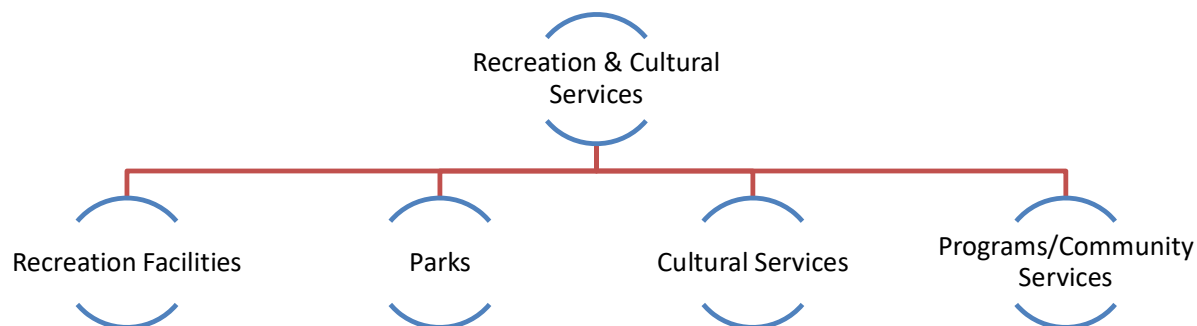 Recreation & Cultural
Services
Recreation Facilities
Parks
Cultural Services
Programs/Community
Services